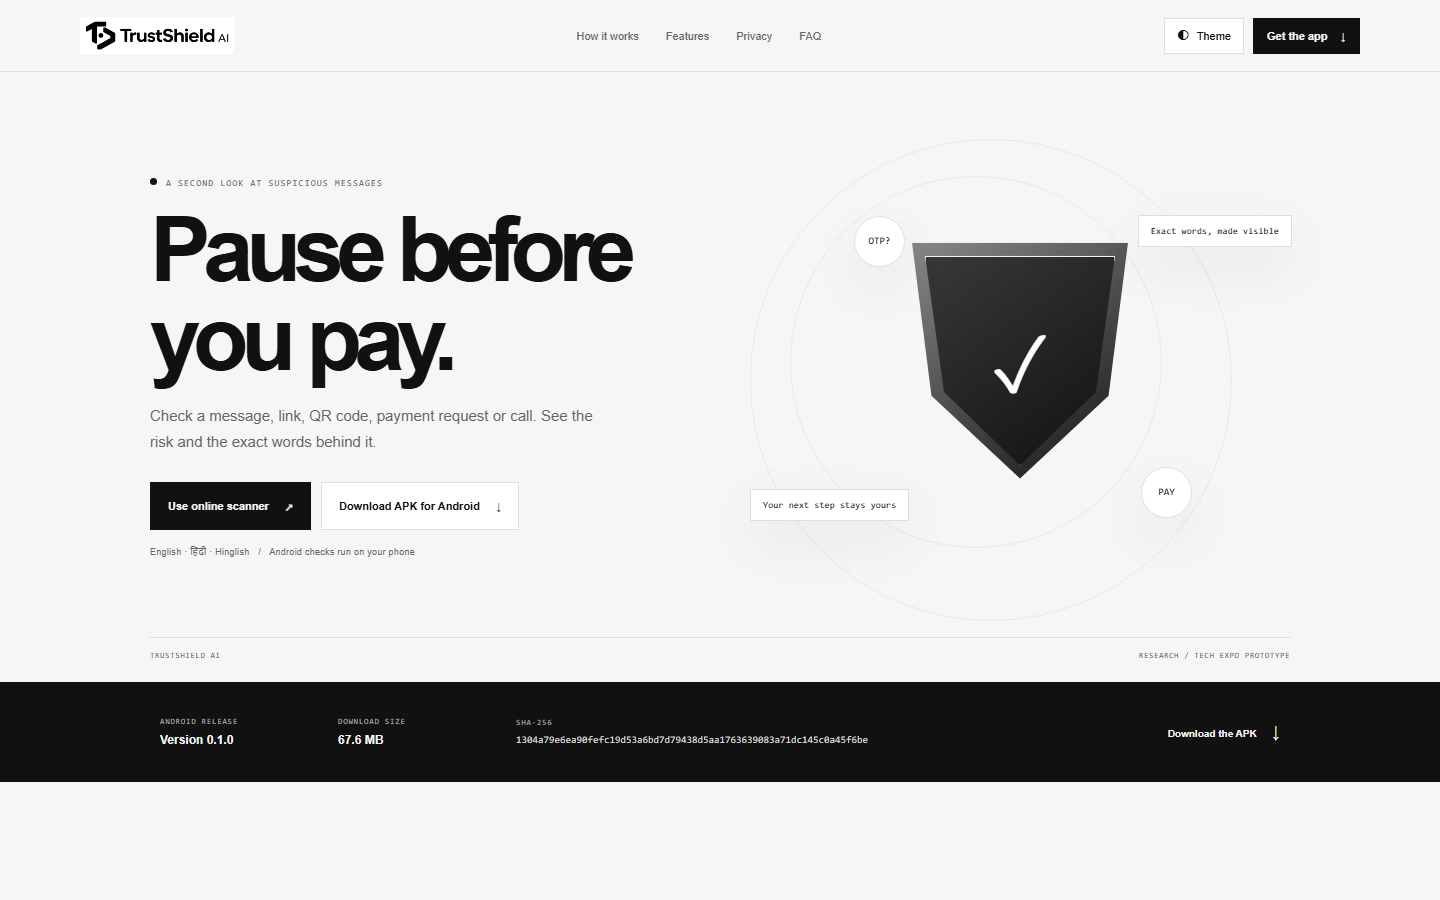 TrustShield AI
How it works
Features
Privacy
FAQ
Theme
Get the app ↓
A SECOND LOOK AT SUSPICIOUS MESSAGES
Pause before
you pay.
Check a message, link, QR code, payment request or call. See the
risk and the exact words behind it.
Use online scanner ↗
Download APK for Android ↓
English · हिंदी · Hinglish / Android checks run on your phone
OTP?
Exact words, made visible
Your next step stays yours
PAY
TRUSTSHIELD AI
RESEARCH / TECH EXPO PROTOTYPE
ANDROID RELEASE
Version 0.1.0
DOWNLOAD SIZE
67.6 MB
SHA-256
1304a79e6ea90fefc19d53a6bd7d79438d5aa1763639083a71dc145c0a45f6be
Download the APK ↓